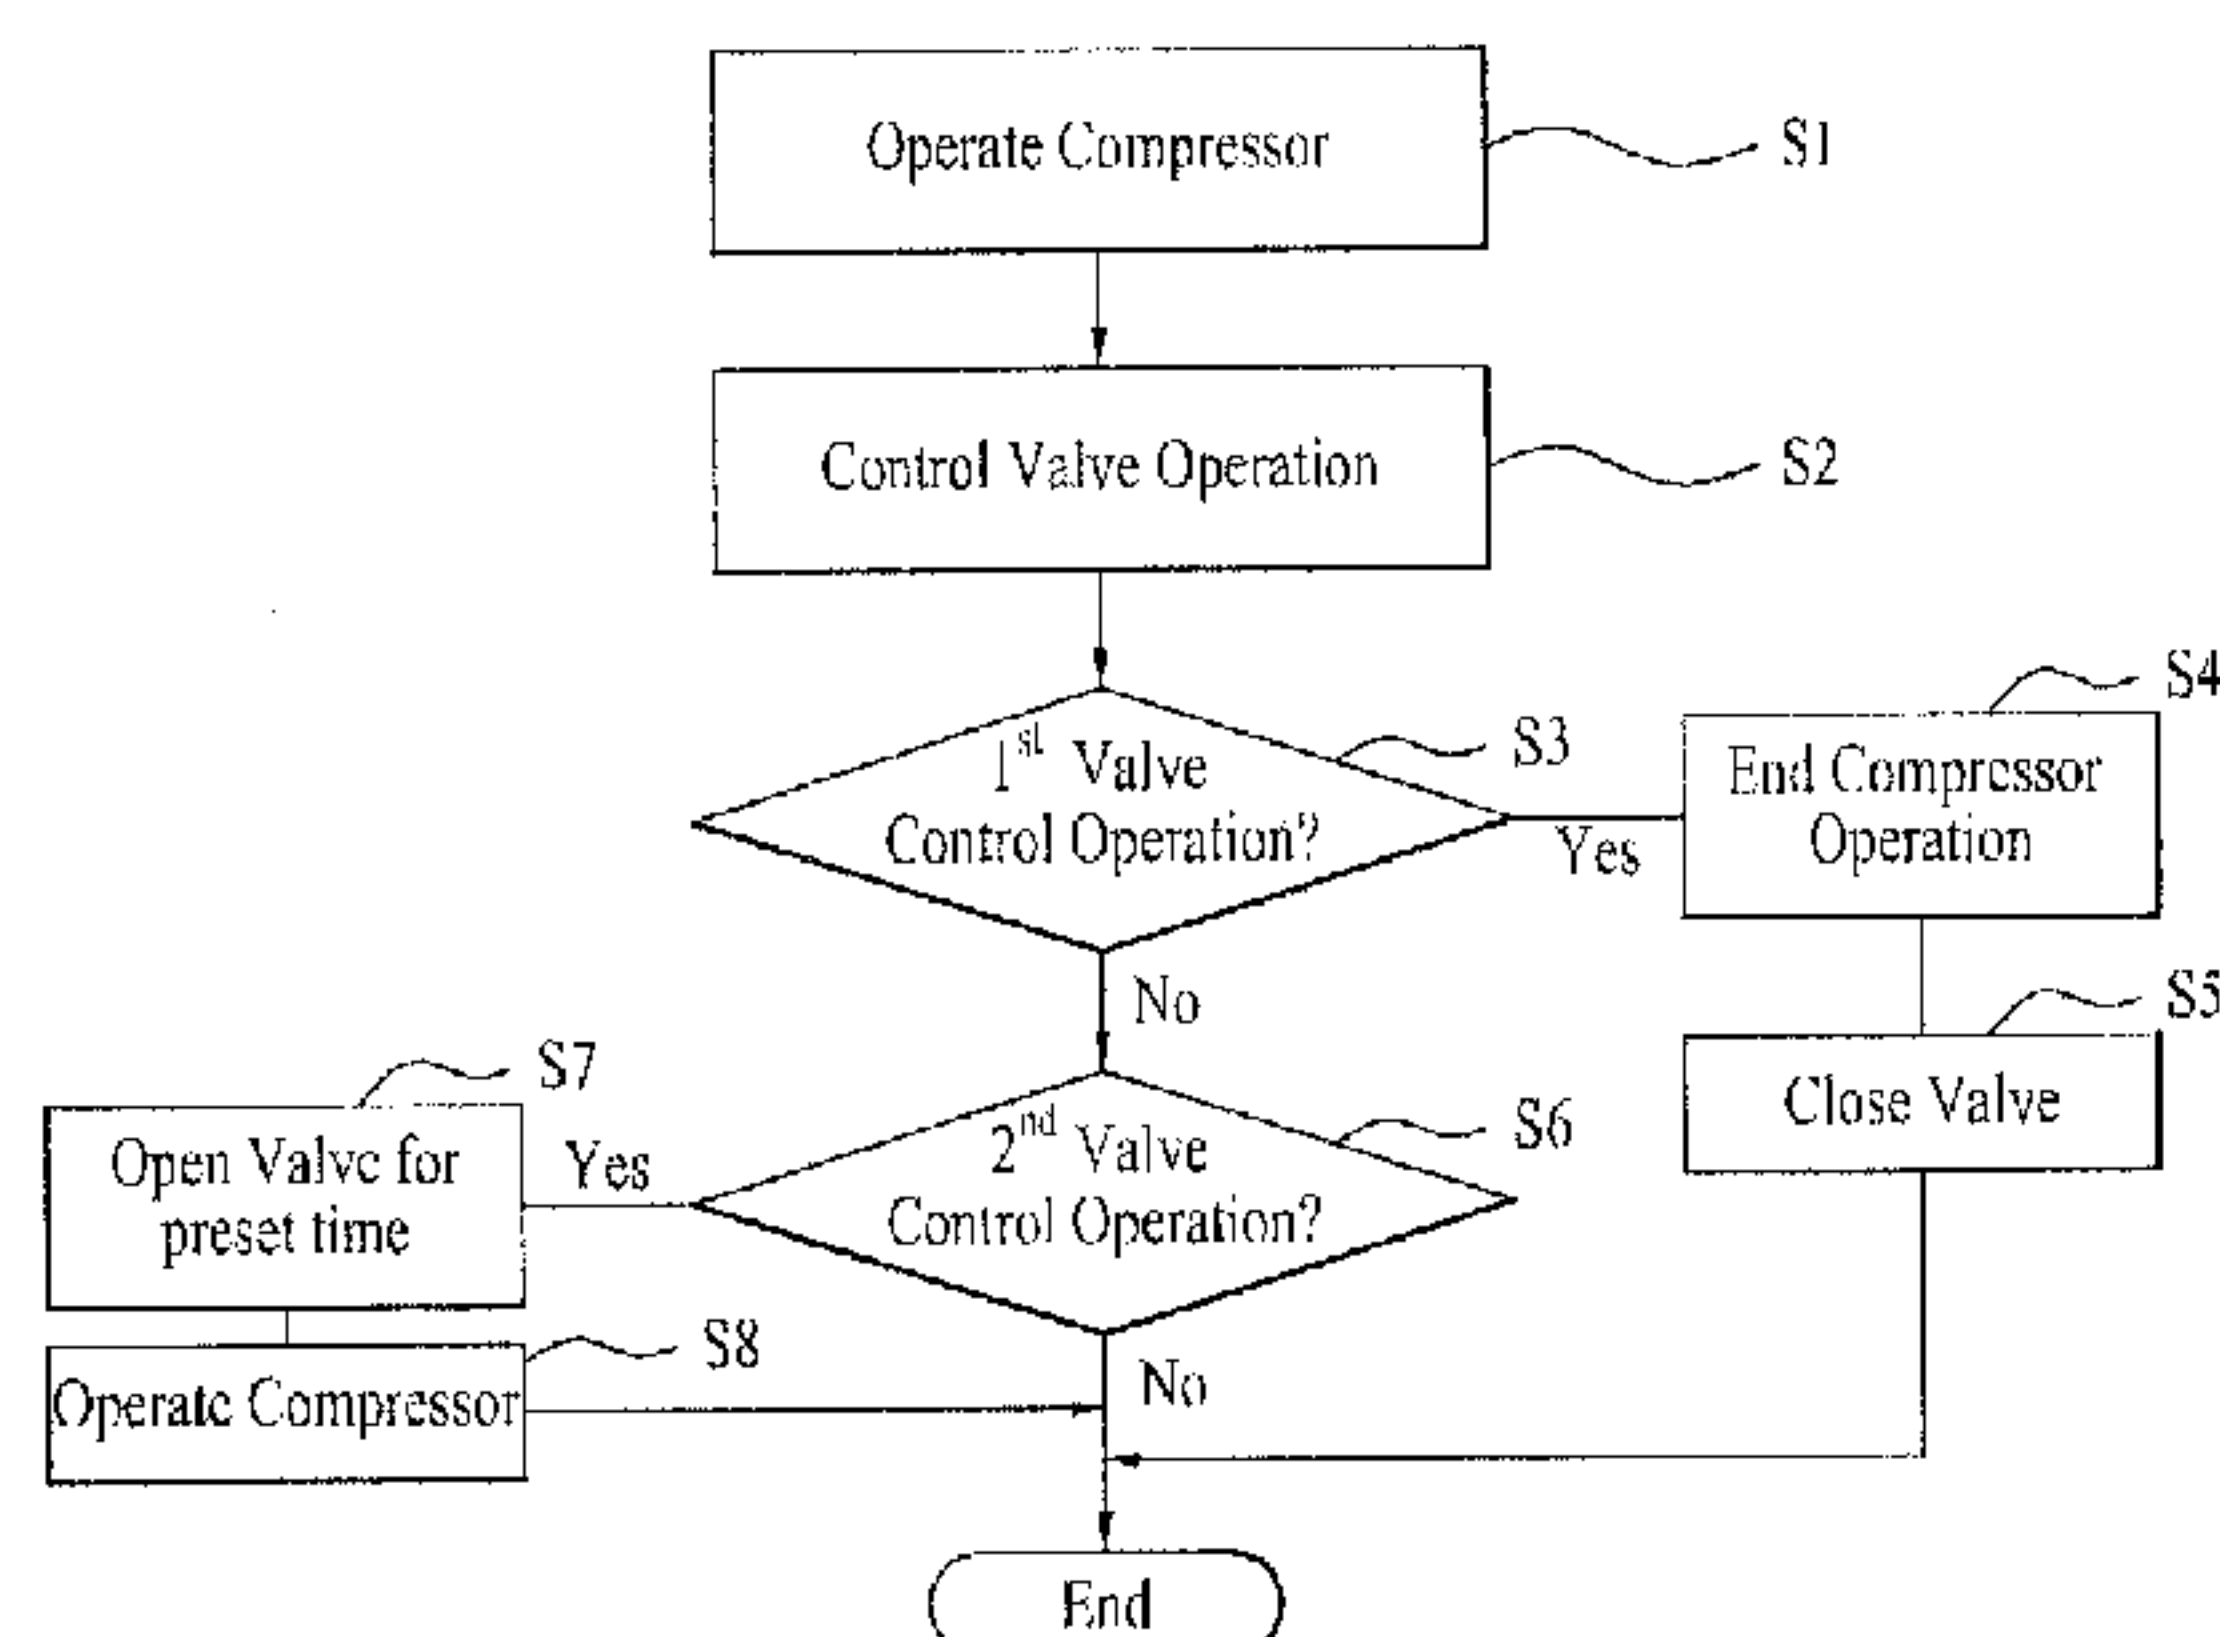 Operate Compressor
S1
Control Valve Operation
S2
1st Valve
Control Operation?
S3
Yes
End Compressor
Operation
S4
No
Close Valve
S5
2nd Valve
Control Operation?
S6
Yes
Open Valve for
preset time
S7
Operate Compressor
S8
No
End